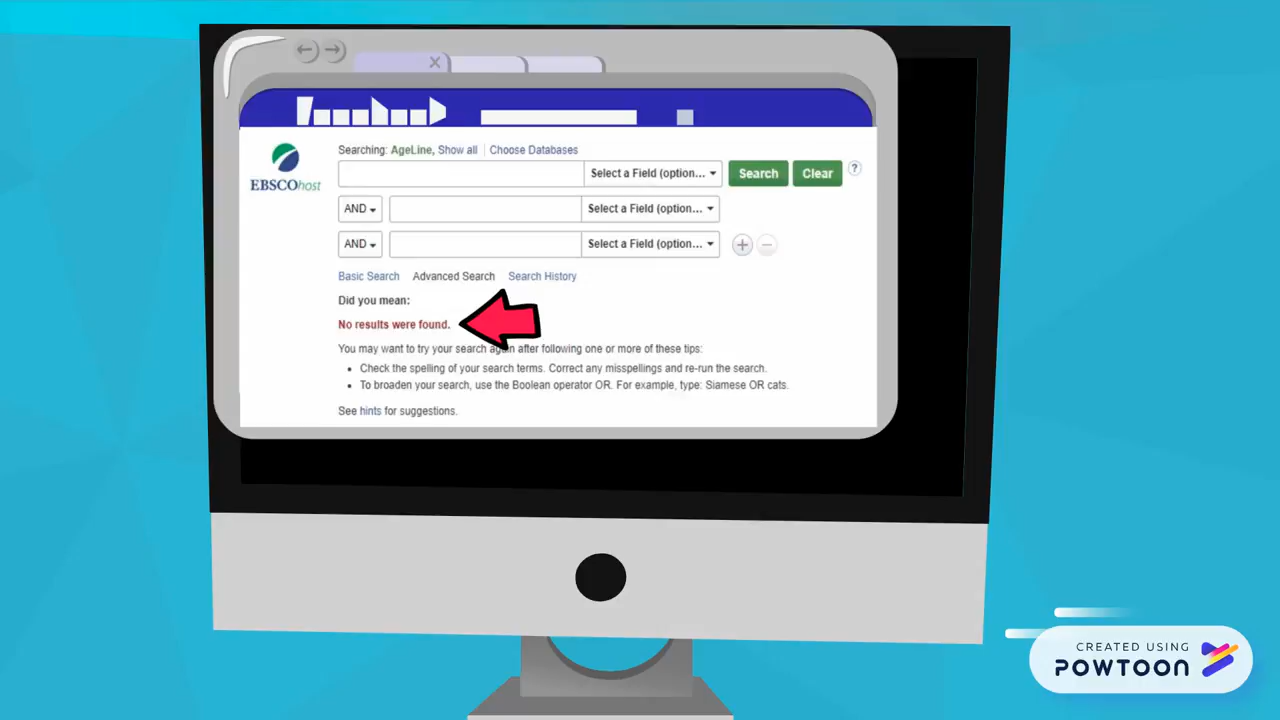 EBSCOhost
Searching: AgeLine, Show all | Choose Databases
Select a Field (option... Search Clear ?
AND Select a Field (option...
AND Select a Field (option...
Basic Search Advanced Search Search History
Did you mean:
No results were found.
You may want to try your search again after following one or more of these tips:
• Check the spelling of your search terms. Correct any misspellings and re-run the search.
• To broaden your search, use the Boolean operator OR. For example, type: Siamese OR cats.
See hints for suggestions.
CREATED USING
POWTOON